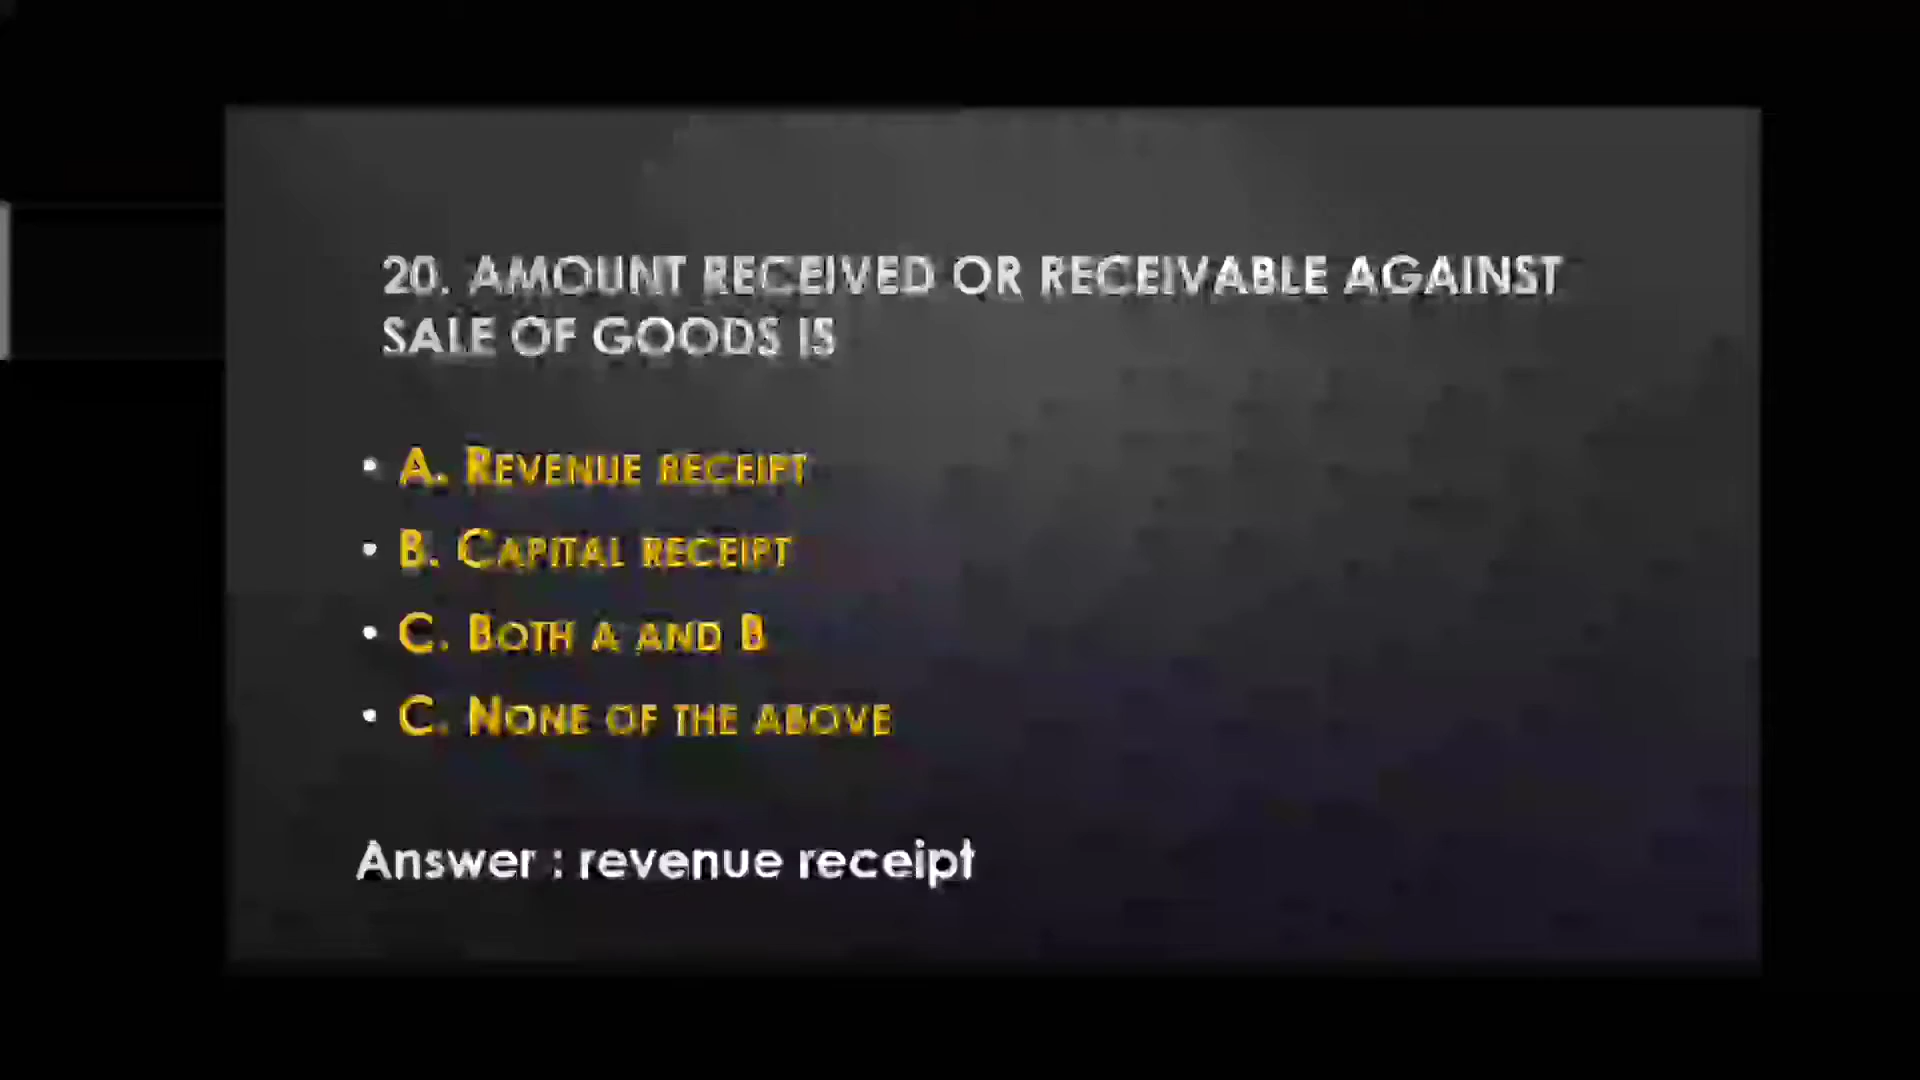 20. AMOUNT RECEIVED OR RECEIVABLE AGAINST
SALE OF GOODS IS
• A. REVENUE RECEIPT
• B. CAPITAL RECEIPT
• C. BOTH A AND B
• C. NONE OF THE ABOVE
Answer : revenue receipt